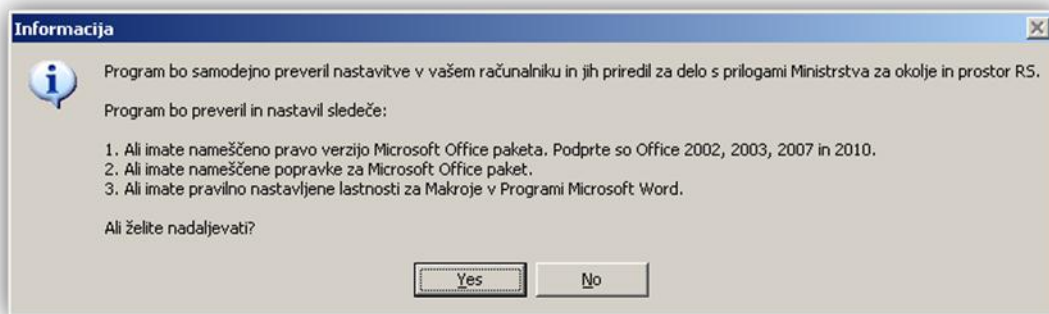 Informacija
Program bo samodejno preveril nastavitve v vašem računalniku in jih priredil za delo s prilogami Ministrstva za okolje in prostor RS.
Program bo preveril in nastavil sledeče:
1. Ali imate nameščeno pravo verzijo Microsoft Office paketa. Podprte so Office 2002, 2003, 2007 in 2010.
2. Ali imate nameščene popravke za Microsoft Office paket.
3. Ali imate pravilno nastavljene lastnosti za Makroje v Programi Microsoft Word.
Ali želite nadaljevati?
Yes
No